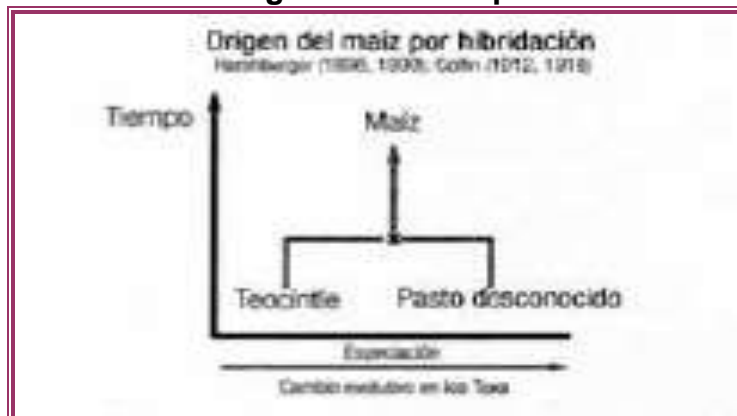 Origen del maíz por hibridación
Tiempo
Maíz
Teocintle
Pasto desconocido
Especiación
Cambio evolutivo en los Taxa